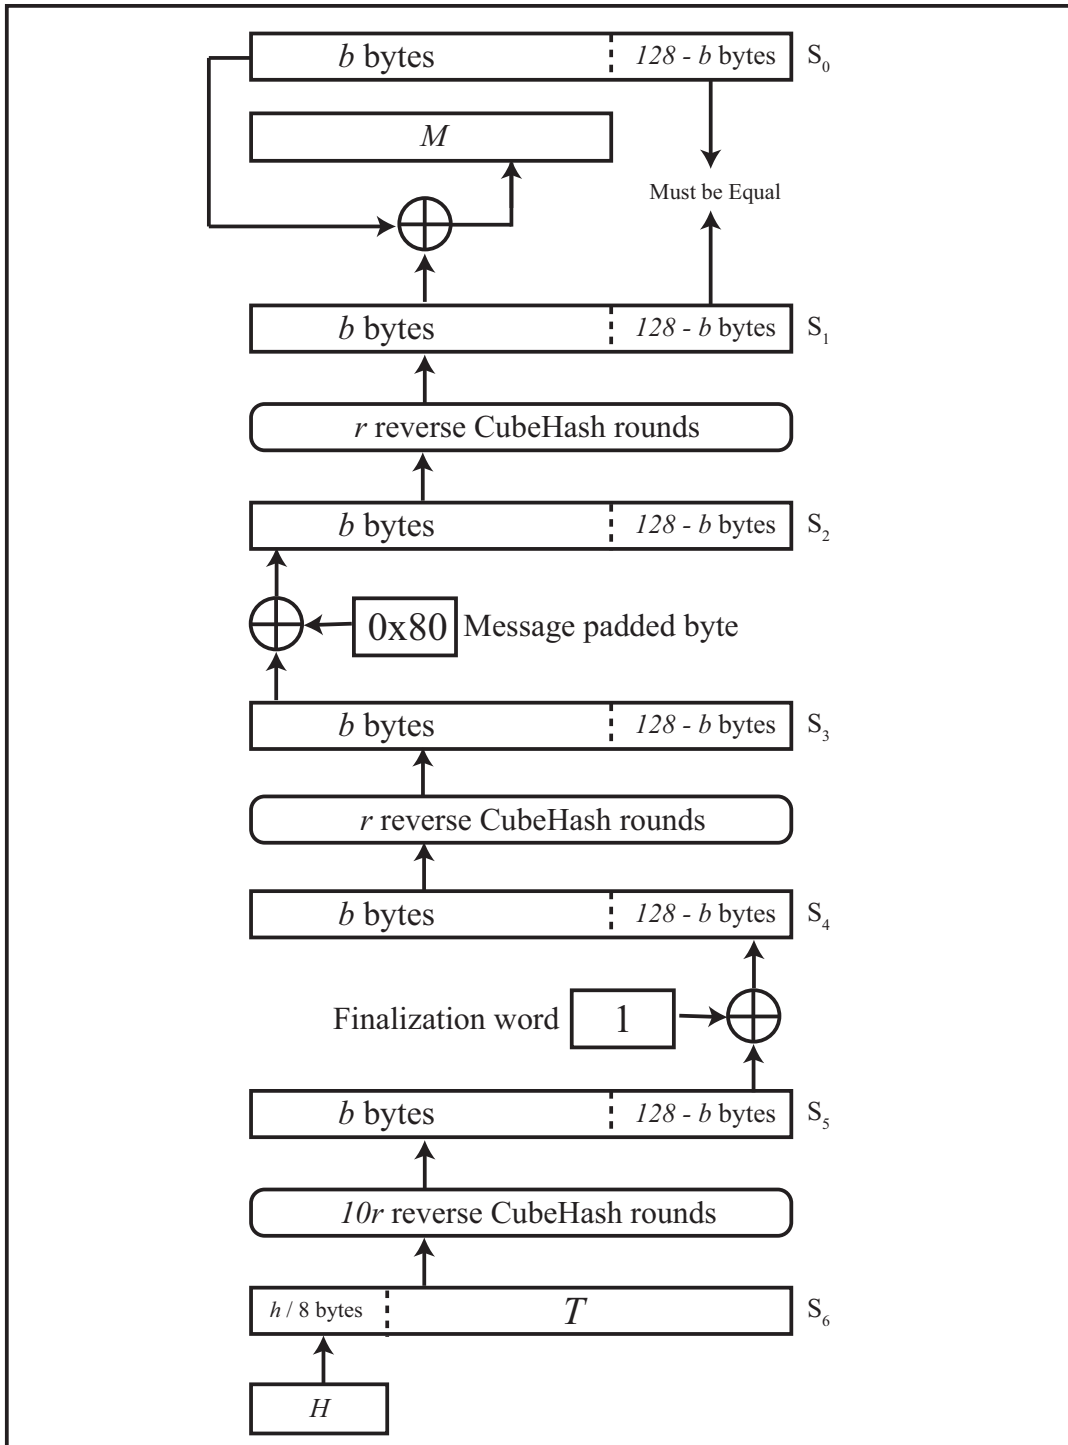 b bytes 128 - b bytes S₀
M
Must be Equal
b bytes 128 - b bytes S₁
r reverse CubeHash rounds
b bytes 128 - b bytes S₂
0x80 Message padded byte
b bytes 128 - b bytes S₃
r reverse CubeHash rounds
b bytes 128 - b bytes S₄
Finalization word 1
b bytes 128 - b bytes S₅
10r reverse CubeHash rounds
h / 8 bytes T S₆
H